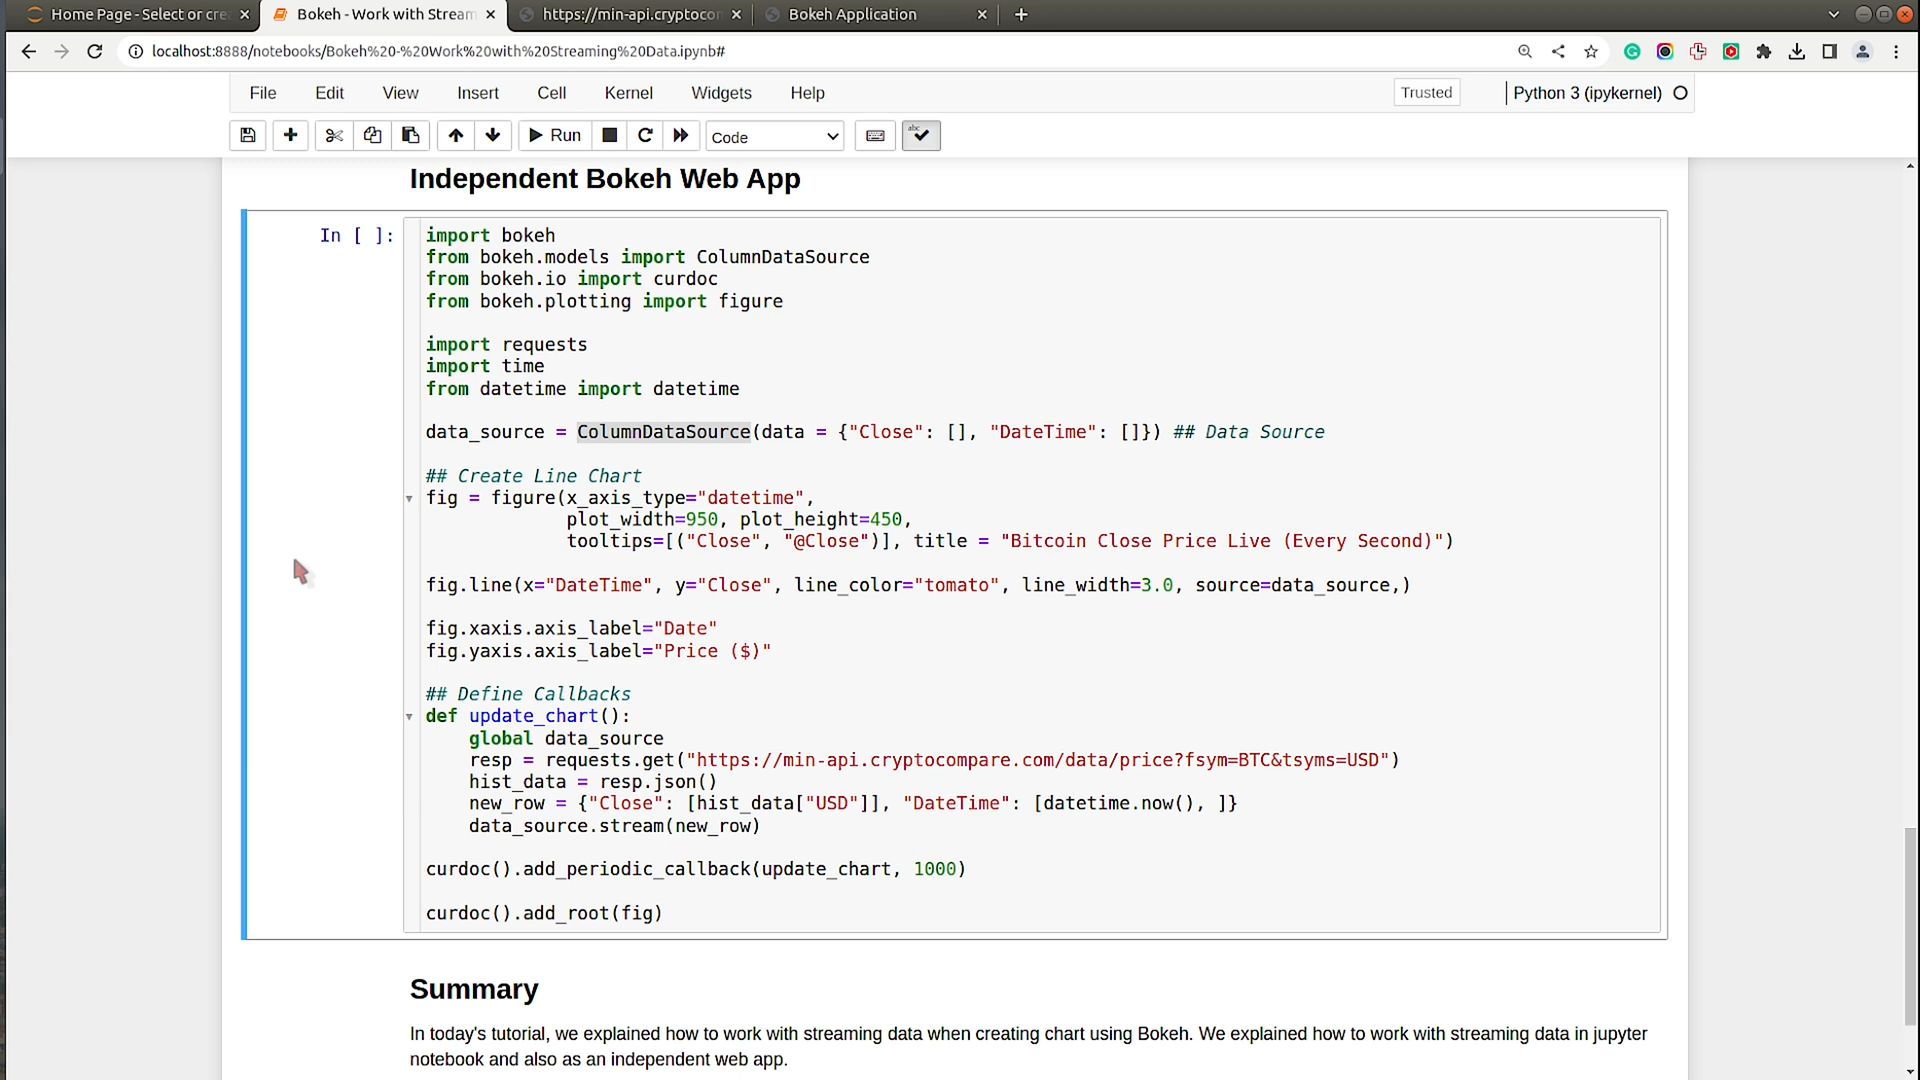 Home Page - Select or cre
Bokeh - Work with Stream
https://min-api.cryptocon
Bokeh Application
localhost:8888/notebooks/Bokeh%20-%20Work%20with%20Streaming%20Data.ipynb#
File Edit View Insert Cell Kernel Widgets Help
Trusted
Python 3 (ipykernel)
Run
Code
abc
Independent Bokeh Web App
In [ ]:
import bokeh
from bokeh.models import ColumnDataSource
from bokeh.io import curdoc
from bokeh.plotting import figure
import requests
import time
from datetime import datetime
data_source = ColumnDataSource(data = {"Close": [], "DateTime": []}) ## Data Source
## Create Line Chart
fig = figure(x_axis_type="datetime",
plot_width=950, plot_height=450,
tooltips=[("Close", "@Close")], title = "Bitcoin Close Price Live (Every Second)")
fig.line(x="DateTime", y="Close", line_color="tomato", line_width=3.0, source=data_source,)
fig.xaxis.axis_label="Date"
fig.yaxis.axis_label="Price ($)"
## Define Callbacks
def update_chart():
global data_source
resp = requests.get("https://min-api.cryptocompare.com/data/price?fsym=BTC&tsyms=USD")
hist_data = resp.json()
new_row = {"Close": [hist_data["USD"]], "DateTime": [datetime.now(), ]}
data_source.stream(new_row)
curdoc().add_periodic_callback(update_chart, 1000)
curdoc().add_root(fig)
Summary
In today's tutorial, we explained how to work with streaming data when creating chart using Bokeh. We explained how to work with streaming data in jupyter
notebook and also as an independent web app.